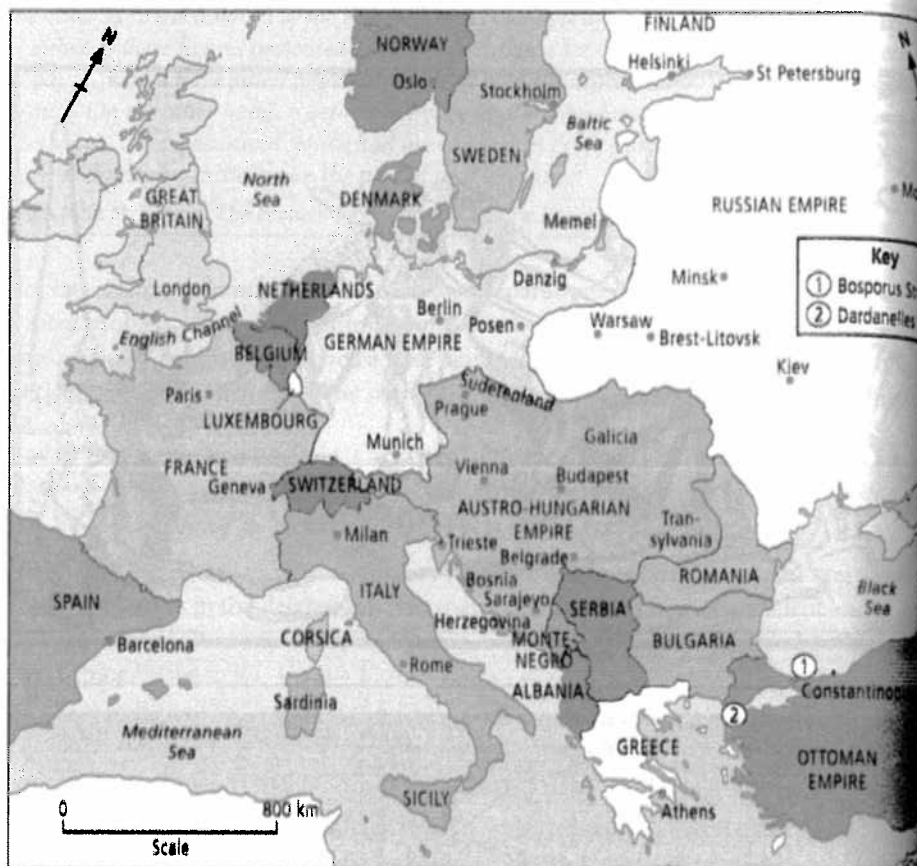 N
FINLAND
N
NORWAY
Helsinki
St Petersburg
Oslo
Stockholm
Baltic
Sea
SWEDEN
North
Sea
GREAT
BRITAIN
DENMARK
RUSSIAN EMPIRE
Memel
Key
① Bosporus St
② Dardanelles
Danzig
Minsk
London
NETHERLANDS
Berlin
Posen
Warsaw
Brest-Litovsk
English Channel
BELGIUM
GERMAN EMPIRE
Kiev
Paris
Sudetenland
Prague
LUXEMBOURG
Galicia
Munich
FRANCE
Vienna
Budapest
Geneva
SWITZERLAND
AUSTRO-HUNGARIAN
EMPIRE
Tran-
sylvania
Milan
Trieste
Belgrade
ROMANIA
Bosnia
Black
Sea
SPAIN
ITALY
Sarajevo
SERBIA
Herzegovina
BULGARIA
Barcelona
CORSICA
MONTE-
NEGRO
①
Rome
Constantinop
ALBANIA
Sardinia
②
Mediterranean
Sea
GREECE
OTTOMAN
EMPIRE
SICILY
Athens
0
800 km
Scale